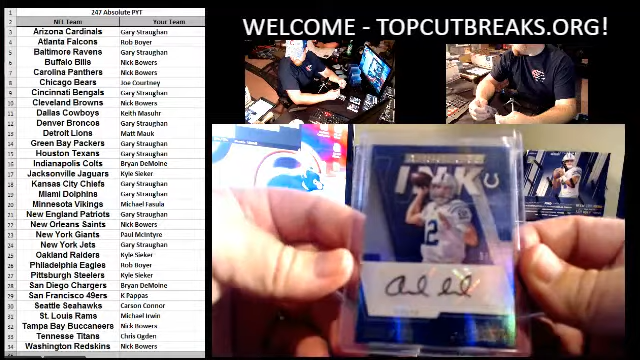 247 Absolute PYT
NFL Team Your Team
Arizona Cardinals Gary Straughan
Atlanta Falcons Rob Boyer
Baltimore Ravens Gary Straughan
Buffalo Bills Nick Bowers
Carolina Panthers Nick Bowers
Chicago Bears Joe Courtney
Cincinnati Bengals Gary Straughan
Cleveland Browns Nick Bowers
Dallas Cowboys Keith Masuhr
Denver Broncos Gary Straughan
Detroit Lions Matt Mauk
Green Bay Packers Gary Straughan
Houston Texans Gary Straughan
Indianapolis Colts Bryan DeMoine
Jacksonville Jaguars Kyle Sieker
Kansas City Chiefs Gary Straughan
Miami Dolphins Gary Straughan
Minnesota Vikings Michael Fasula
New England Patriots Gary Straughan
New Orleans Saints Nick Bowers
New York Giants Paul McIntyre
New York Jets Gary Straughan
Oakland Raiders Kyle Sieker
Philadelphia Eagles Rob Boyer
Pittsburgh Steelers Kyle Sieker
San Diego Chargers Bryan DeMoine
San Francisco 49ers K Pappas
Seattle Seahawks Carson Connor
St. Louis Rams Michael Irwin
Tampa Bay Buccaneers Nick Bowers
Tennesse Titans Chris Ogden
Washington Redskins Nick Bowers
WELCOME - TOPCUTBREAKS.ORG!
INK